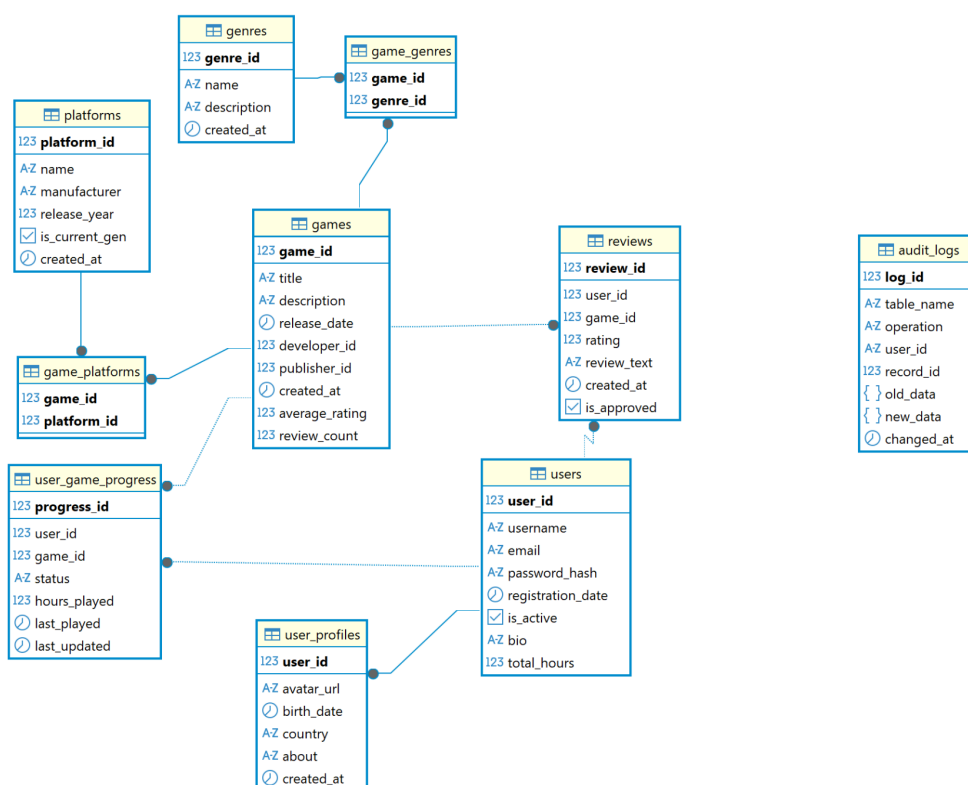 genres
123 genre_id
A-Z name
A-Z description
created_at
game_genres
123 game_id
123 genre_id
platforms
123 platform_id
A-Z name
A-Z manufacturer
123 release_year
is_current_gen
created_at
games
123 game_id
A-Z title
A-Z description
release_date
123 developer_id
123 publisher_id
created_at
123 average_rating
123 review_count
reviews
123 review_id
123 user_id
123 game_id
123 rating
A-Z review_text
created_at
is_approved
audit_logs
123 log_id
A-Z table_name
A-Z operation
A-Z user_id
123 record_id
{ } old_data
{ } new_data
changed_at
game_platforms
123 game_id
123 platform_id
user_game_progress
123 progress_id
123 user_id
123 game_id
A-Z status
123 hours_played
last_played
last_updated
users
123 user_id
A-Z username
A-Z email
A-Z password_hash
registration_date
is_active
A-Z bio
123 total_hours
user_profiles
123 user_id
A-Z avatar_url
birth_date
A-Z country
A-Z about
created_at